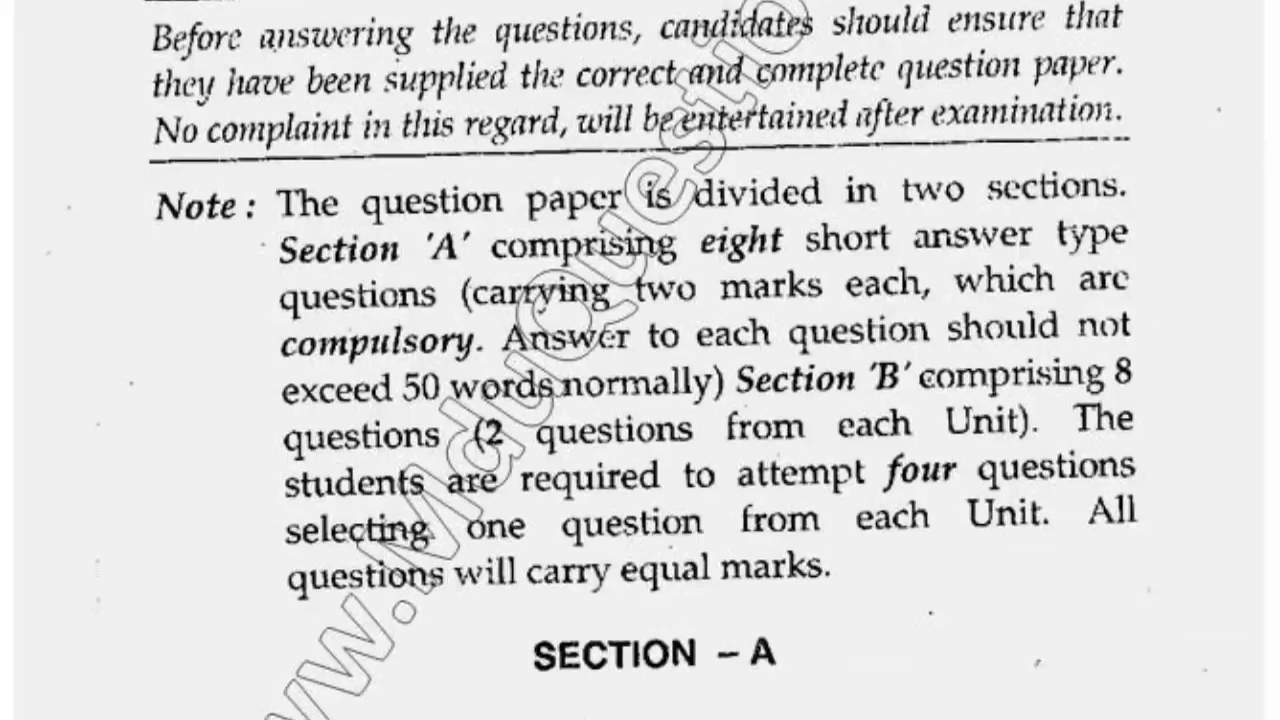 Before answering the questions, candidates should ensure that
they have been supplied the correct and complete question paper.
No complaint in this regard, will be entertained after examination.
Note : The question paper is divided in two sections.
Section 'A' comprising eight short answer type
questions (carrying two marks each, which are
compulsory. Answer to each question should not
exceed 50 words normally) Section 'B' comprising 8
questions (2 questions from each Unit). The
students are required to attempt four questions
selecting one question from each Unit. All
questions will carry equal marks.
SECTION – A
www.MduQuestio